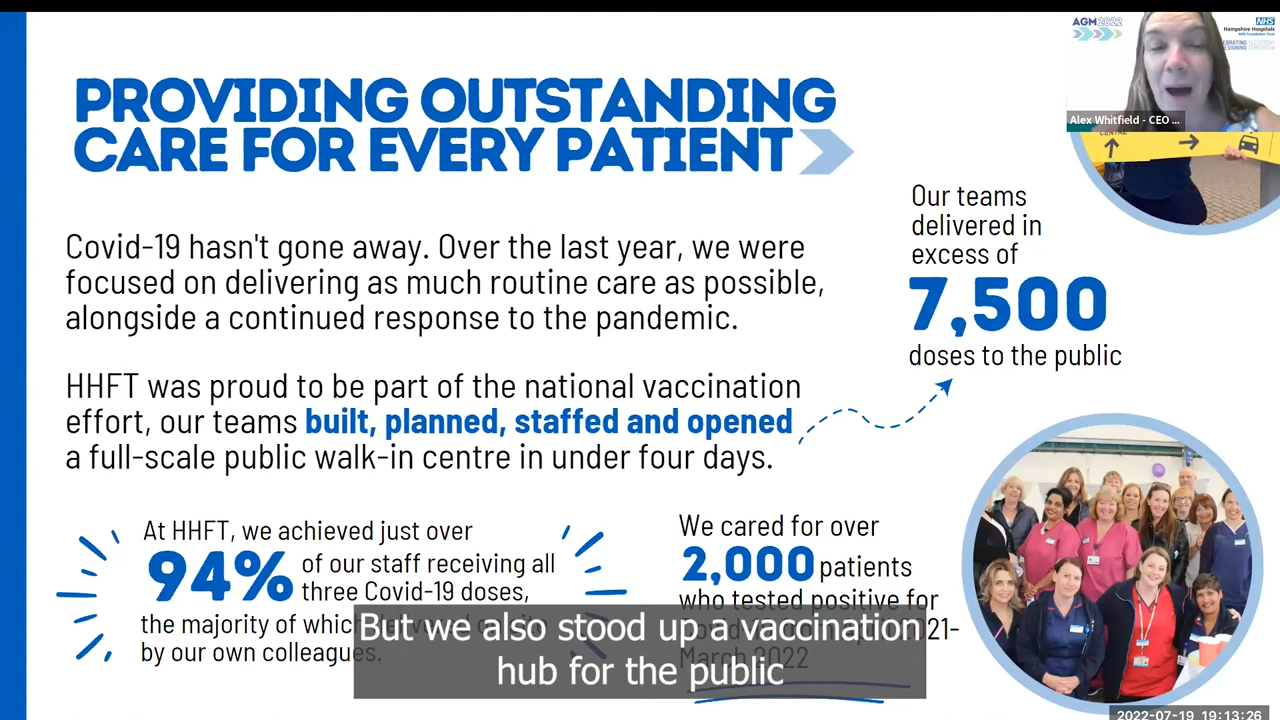 AGM2022
NHS
Hampshire Hospitals
NHS Foundation Trust
Alex Whitfield - CEO ...
CENTRE
PROVIDING OUTSTANDING
CARE FOR EVERY PATIENT
Our teams
delivered in
excess of
7,500
doses to the public
Covid-19 hasn't gone away. Over the last year, we were
focused on delivering as much routine care as possible,
alongside a continued response to the pandemic.
HHFT was proud to be part of the national vaccination
effort, our teams built, planned, staffed and opened
a full-scale public walk-in centre in under four days.
At HHFT, we achieved just over
94% of our staff receiving all
three Covid-19 doses,
the majority of which
by our own colleagues.
We cared for over
2,000 patients
who tested positive for
March 2022
But we also stood up a vaccination
hub for the public
2022-07-19 19:13:26